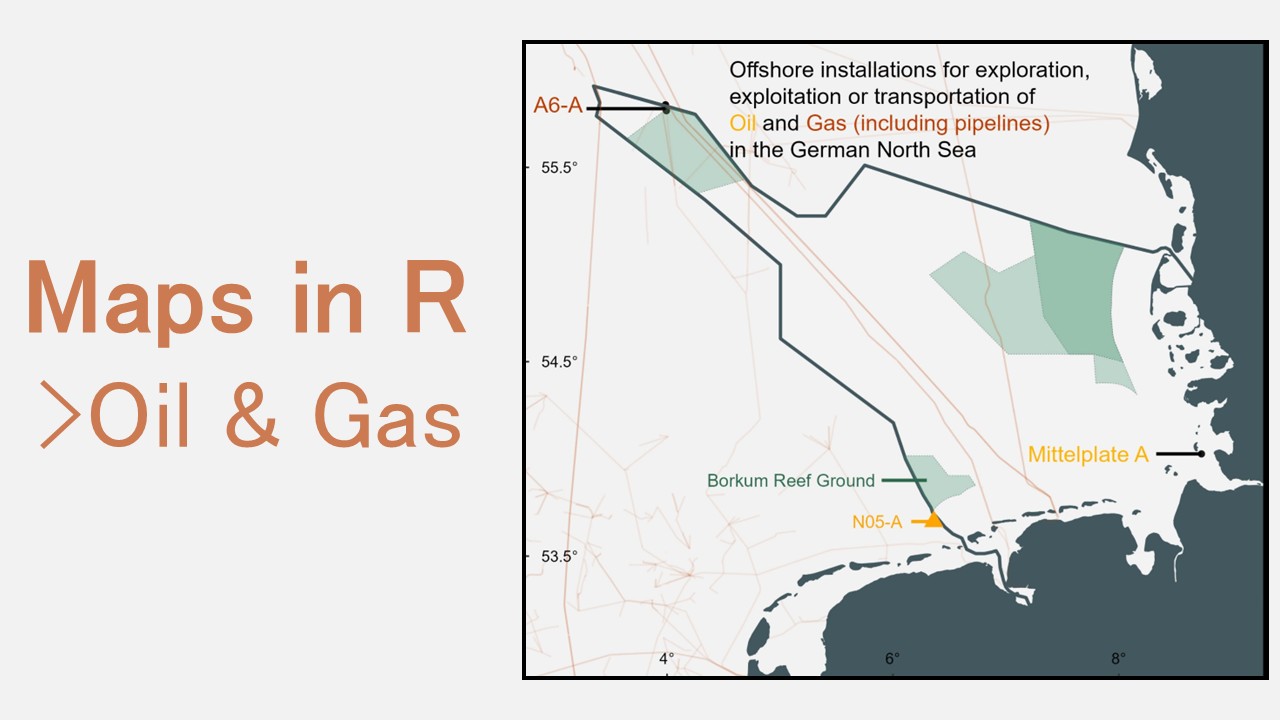 Maps in R
>Oil & Gas
Offshore installations for exploration,
exploitation or transportation of
Oil and Gas (including pipelines)
in the German North Sea
A6-A
55.5°
54.5°
Mittelplate A
Borkum Reef Ground
N05-A
53.5°
4°
6°
8°